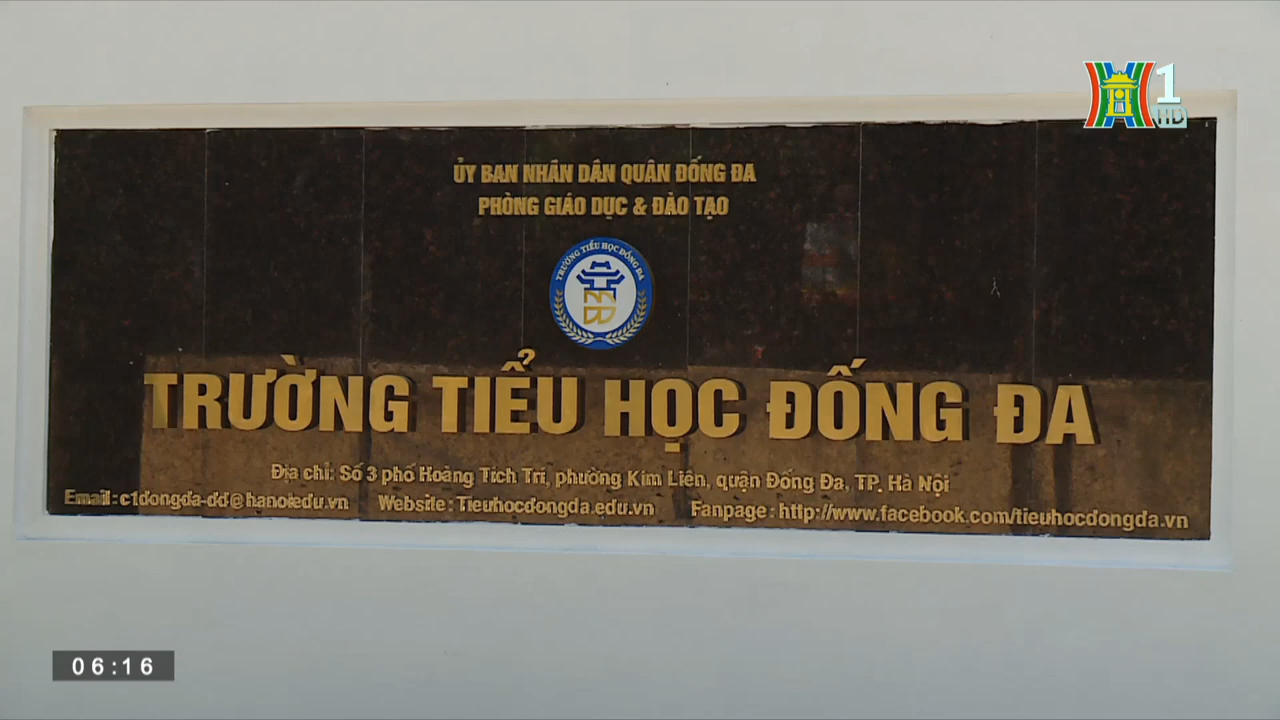 1
HD
ỦY BAN NHÂN DÂN QUẬN ĐỐNG ĐA
PHÒNG GIÁO DỤC & ĐÀO TẠO
TRƯỜNG TIỂU HỌC ĐỐNG ĐA
TRƯỜNG TIỂU HỌC ĐỐNG ĐA
Địa chỉ: Số 3 phố Hoàng Tích Trí, phường Kim Liên, quận Đống Đa, TP. Hà Nội
Email: c1dongda-dd@hanoiedu.vn Website: Tieuhocdongda.edu.vn Fanpage: http://www.facebook.com/tieuhocdongda.vn
06:16